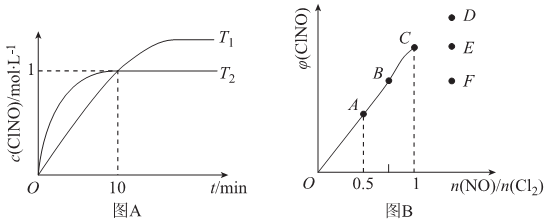 c(ClNO)/mol·L⁻¹
1
T₁
T₂
O
10
t/min
图A
φ(ClNO)
D
C
E
B
F
A
O
0.5
1
n(NO)/n(Cl₂)
图B